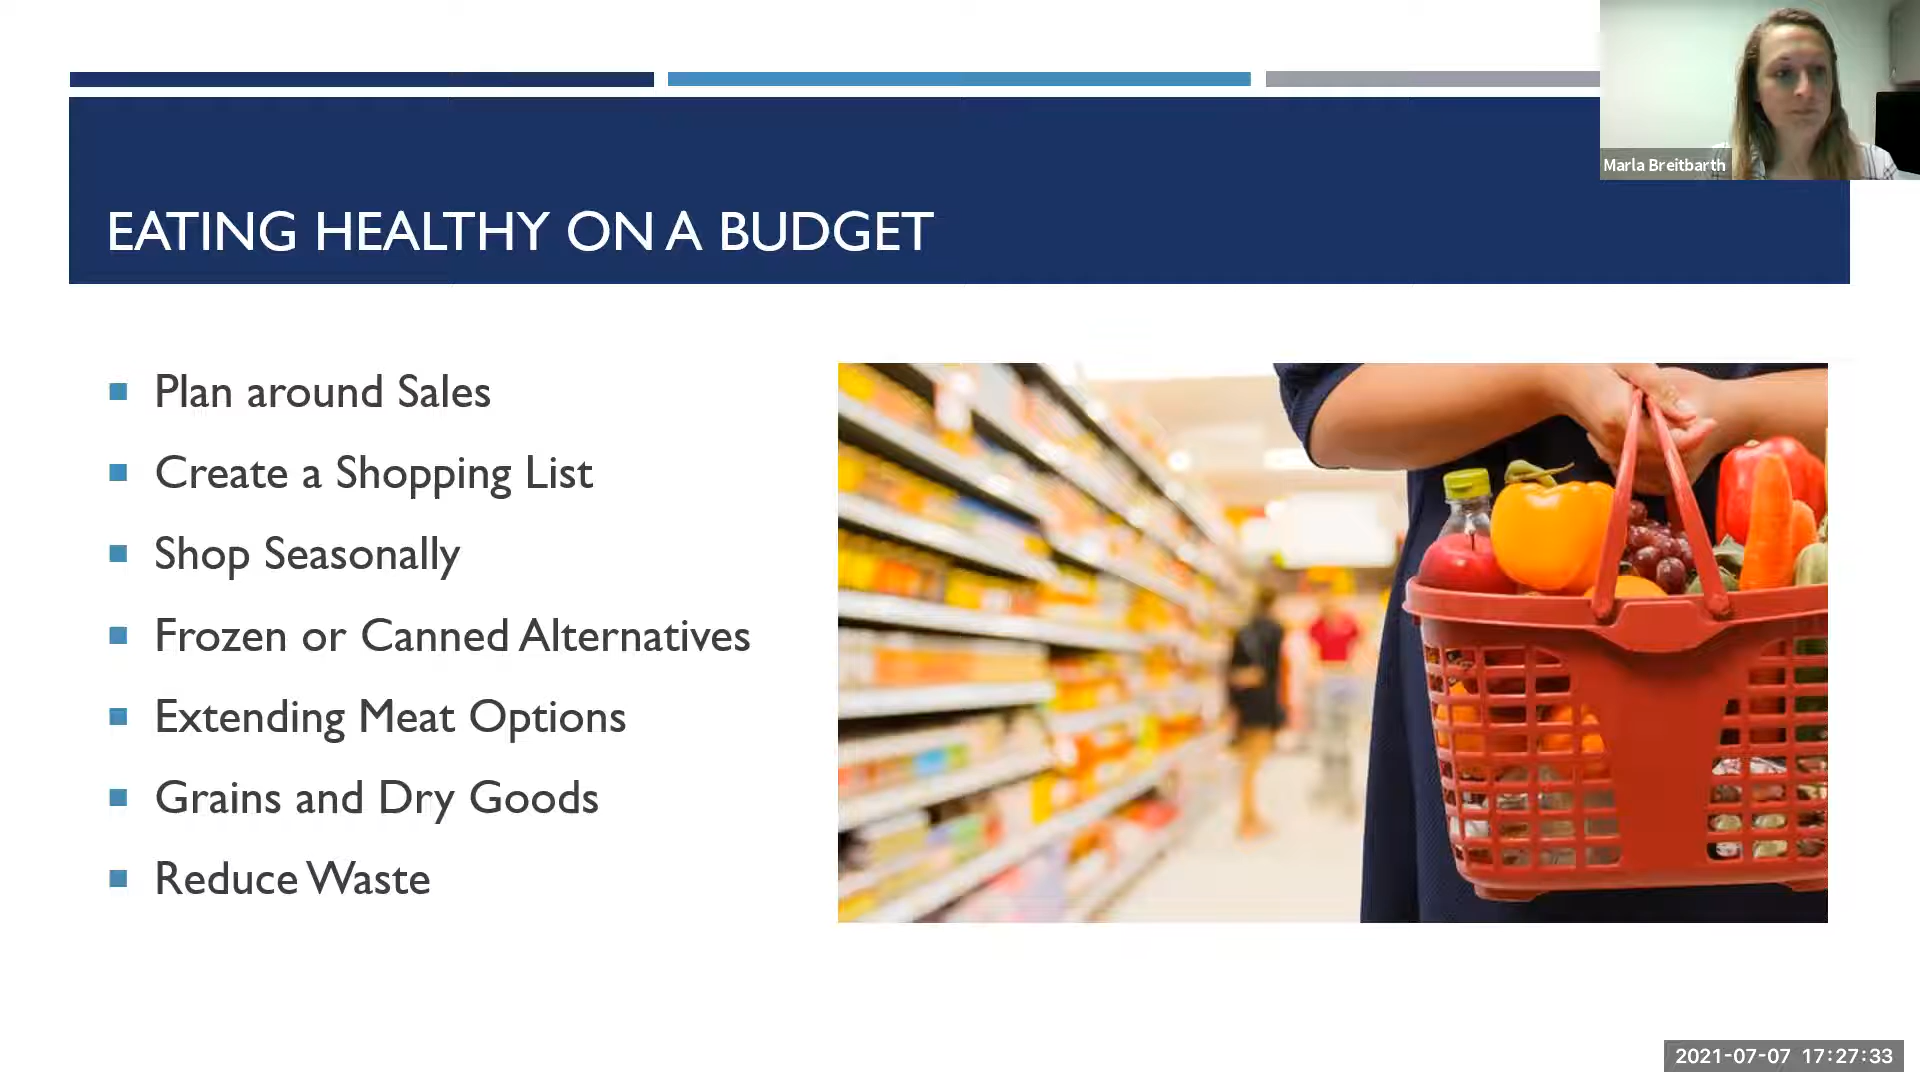 Marla Breitbarth
EATING HEALTHY ON A BUDGET
Plan around Sales
Create a Shopping List
Shop Seasonally
Frozen or Canned Alternatives
Extending Meat Options
Grains and Dry Goods
Reduce Waste
2021-07-07 17:27:33